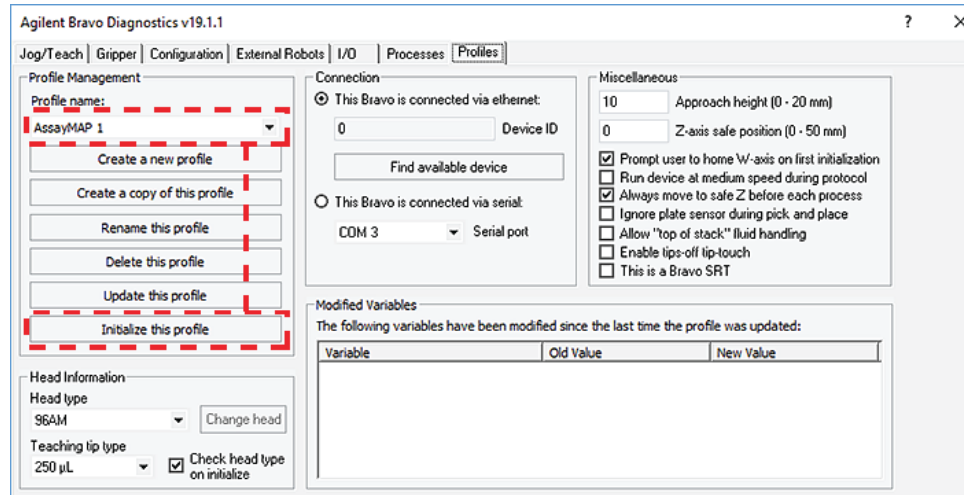 Agilent Bravo Diagnostics v19.1.1
?
Jog/Teach Gripper Configuration External Robots I/O Processes Profiles
Profile Management
Profile name:
AssayMAP 1
Create a new profile
Create a copy of this profile
Rename this profile
Delete this profile
Update this profile
Initialize this profile
Head Information
Head type
96AM
Change head
Teaching tip type
250 µL
Check head type
on initialize
Connection
This Bravo is connected via ethernet:
0 Device ID
Find available device
This Bravo is connected via serial:
COM 3 Serial port
Miscellaneous
10 Approach height (0 - 20 mm)
0 Z-axis safe position (0 - 50 mm)
Prompt user to home W-axis on first initialization
Run device at medium speed during protocol
Always move to safe Z before each process
Ignore plate sensor during pick and place
Allow "top of stack" fluid handling
Enable tips-off tip-touch
This is a Bravo SRT
Modified Variables
The following variables have been modified since the last time the profile was updated:
Variable Old Value New Value